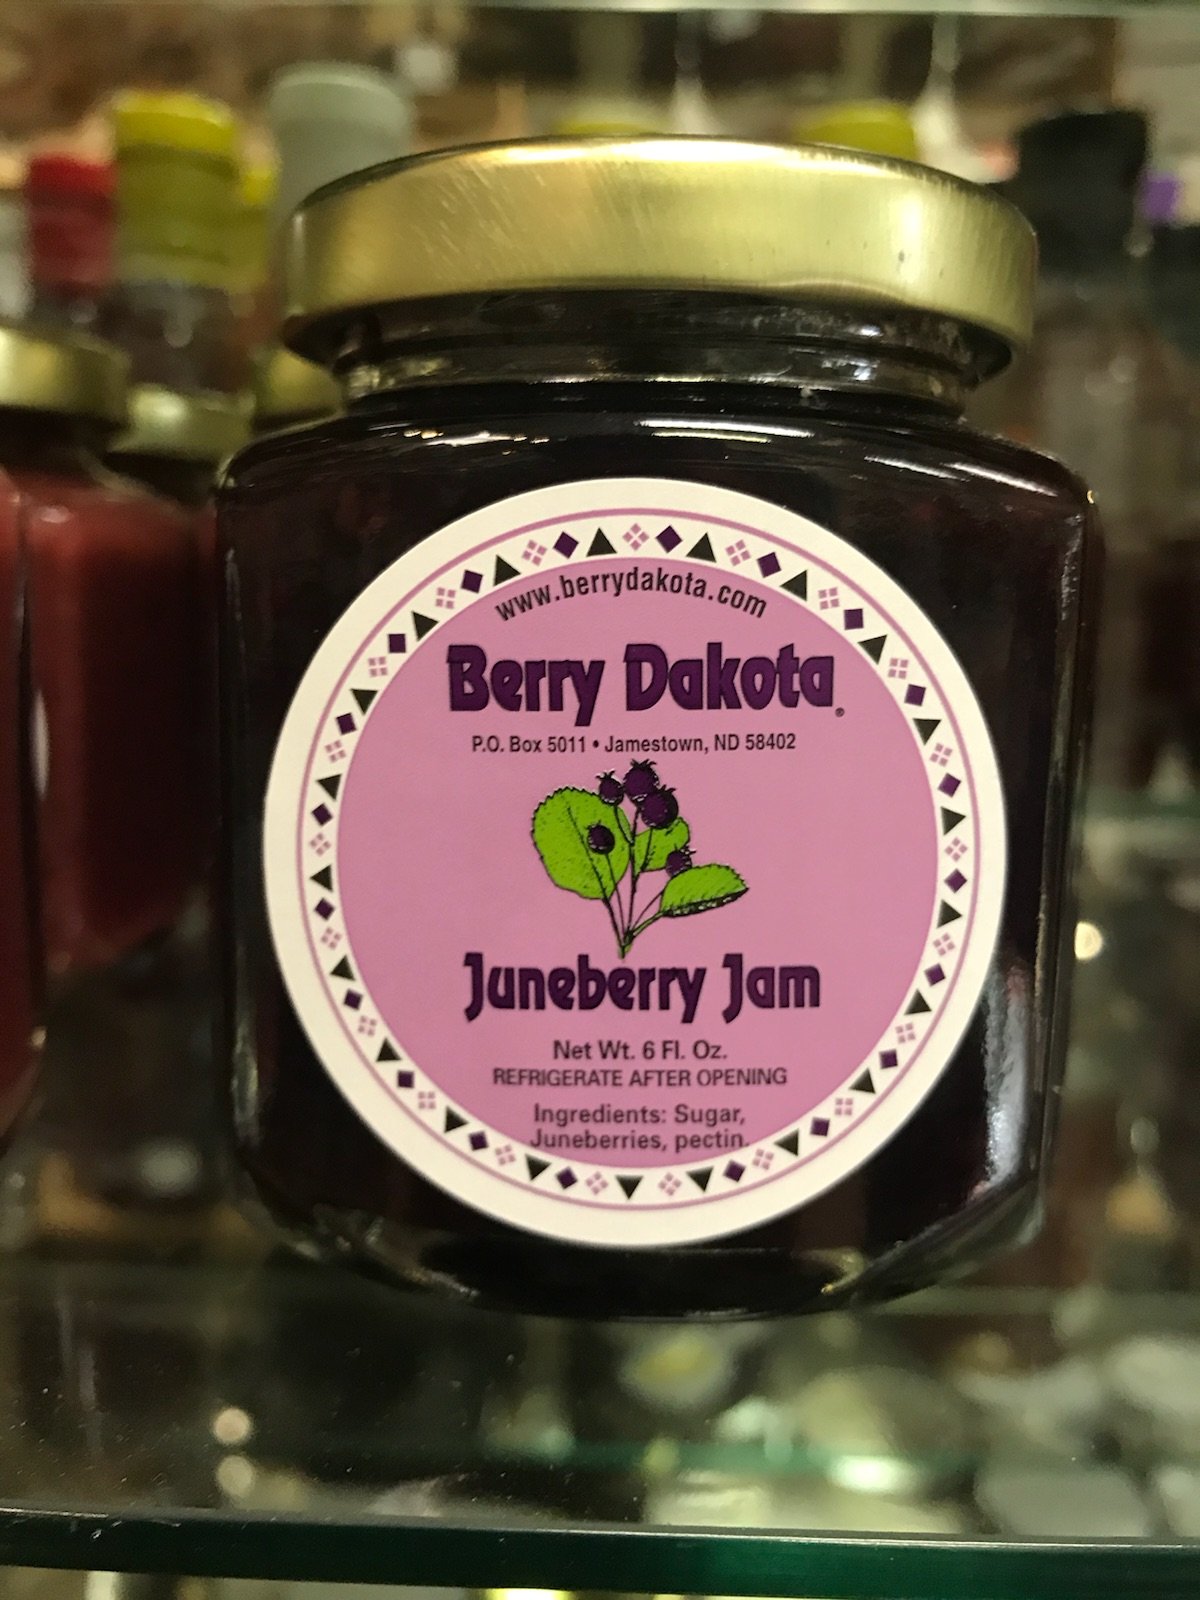 www.berrydakota.com
Berry Dakota®
P.O. Box 5011 • Jamestown, ND 58402
Juneberry Jam
Net Wt. 6 Fl. Oz.
REFRIGERATE AFTER OPENING
Ingredients: Sugar,
Juneberries, pectin.